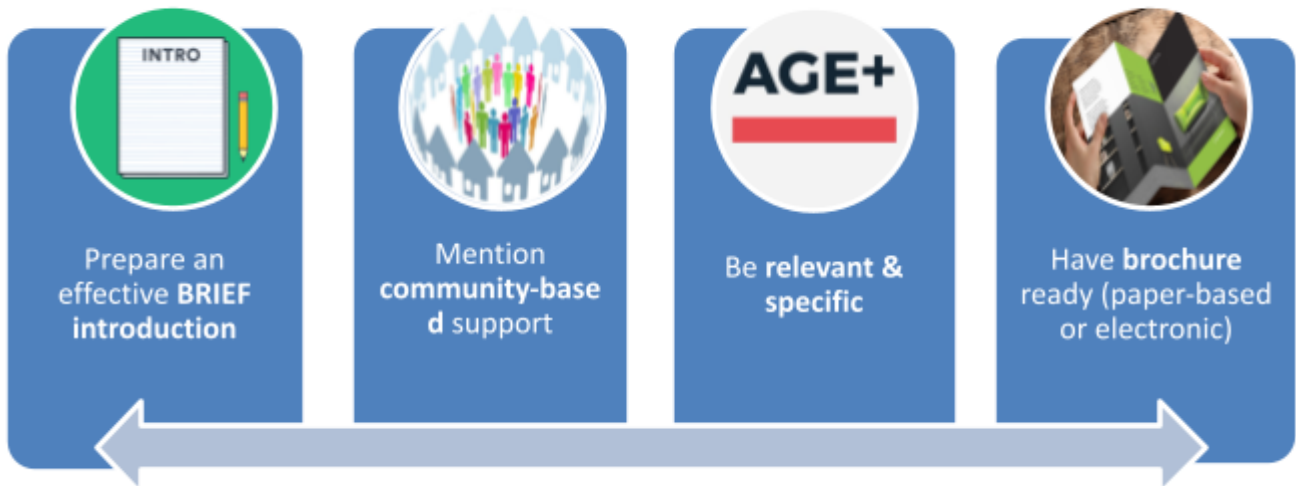 INTRO
Prepare an
effective BRIEF
introduction
Mention
community-base
d support
AGE+
Be relevant &
specific
Have brochure
ready (paper-based
or electronic)